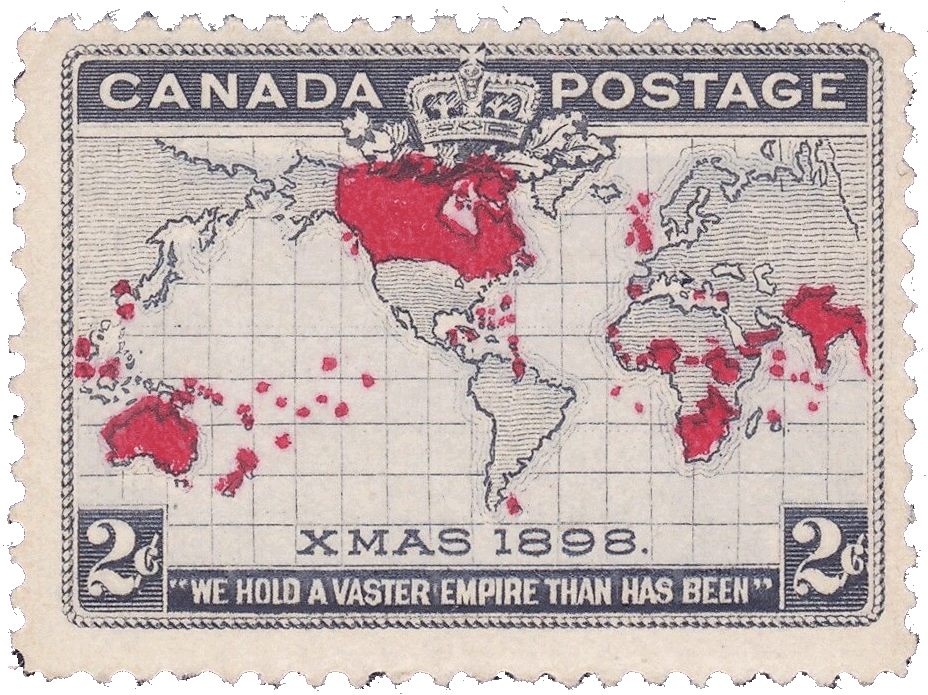 CANADA POSTAGE
XMAS 1898.
2¢ 2¢
"WE HOLD A VASTER EMPIRE THAN HAS BEEN"